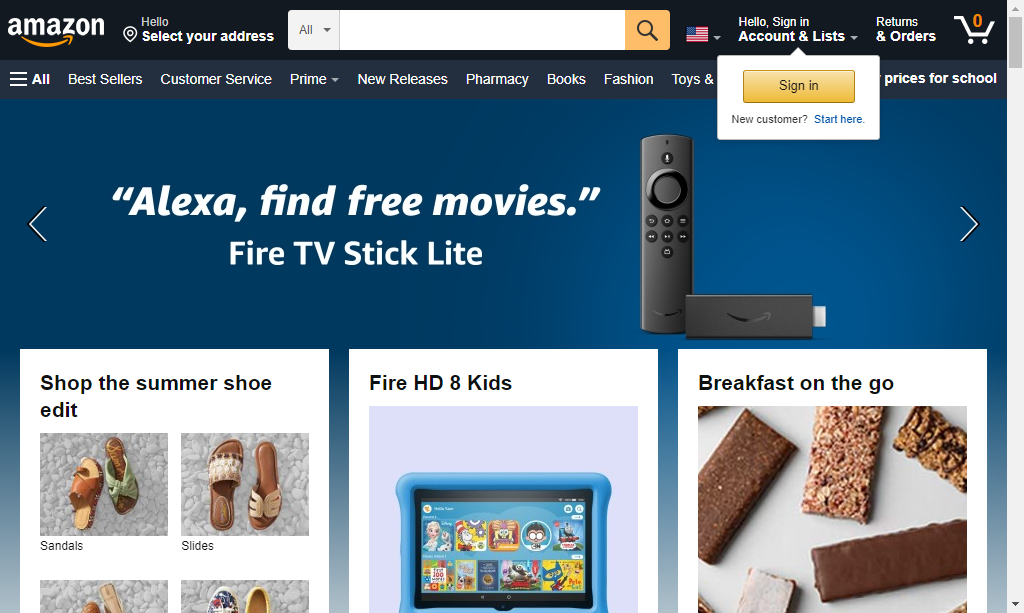 amazon
Hello
Select your address
All
Hello, Sign in
Account & Lists
Returns
& Orders
0
All
Best Sellers
Customer Service
Prime
New Releases
Pharmacy
Books
Fashion
Toys &
prices for school
Sign in
New customer? Start here.
“Alexa, find free movies.”
Fire TV Stick Lite
Shop the summer shoe
edit
Sandals
Slides
Fire HD 8 Kids
Breakfast on the go